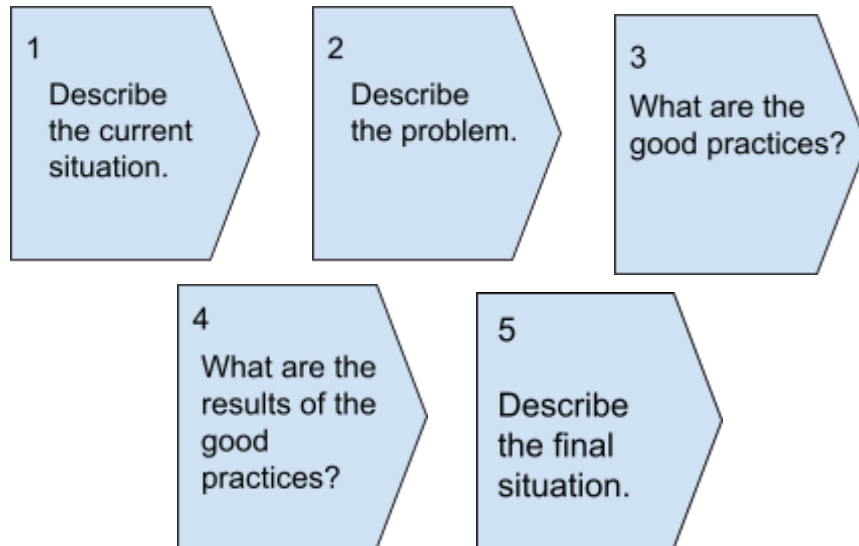 1
Describe
the current
situation.
2
Describe
the problem.
3
What are the
good practices?
4
What are the
results of the
good
practices?
5
Describe
the final
situation.